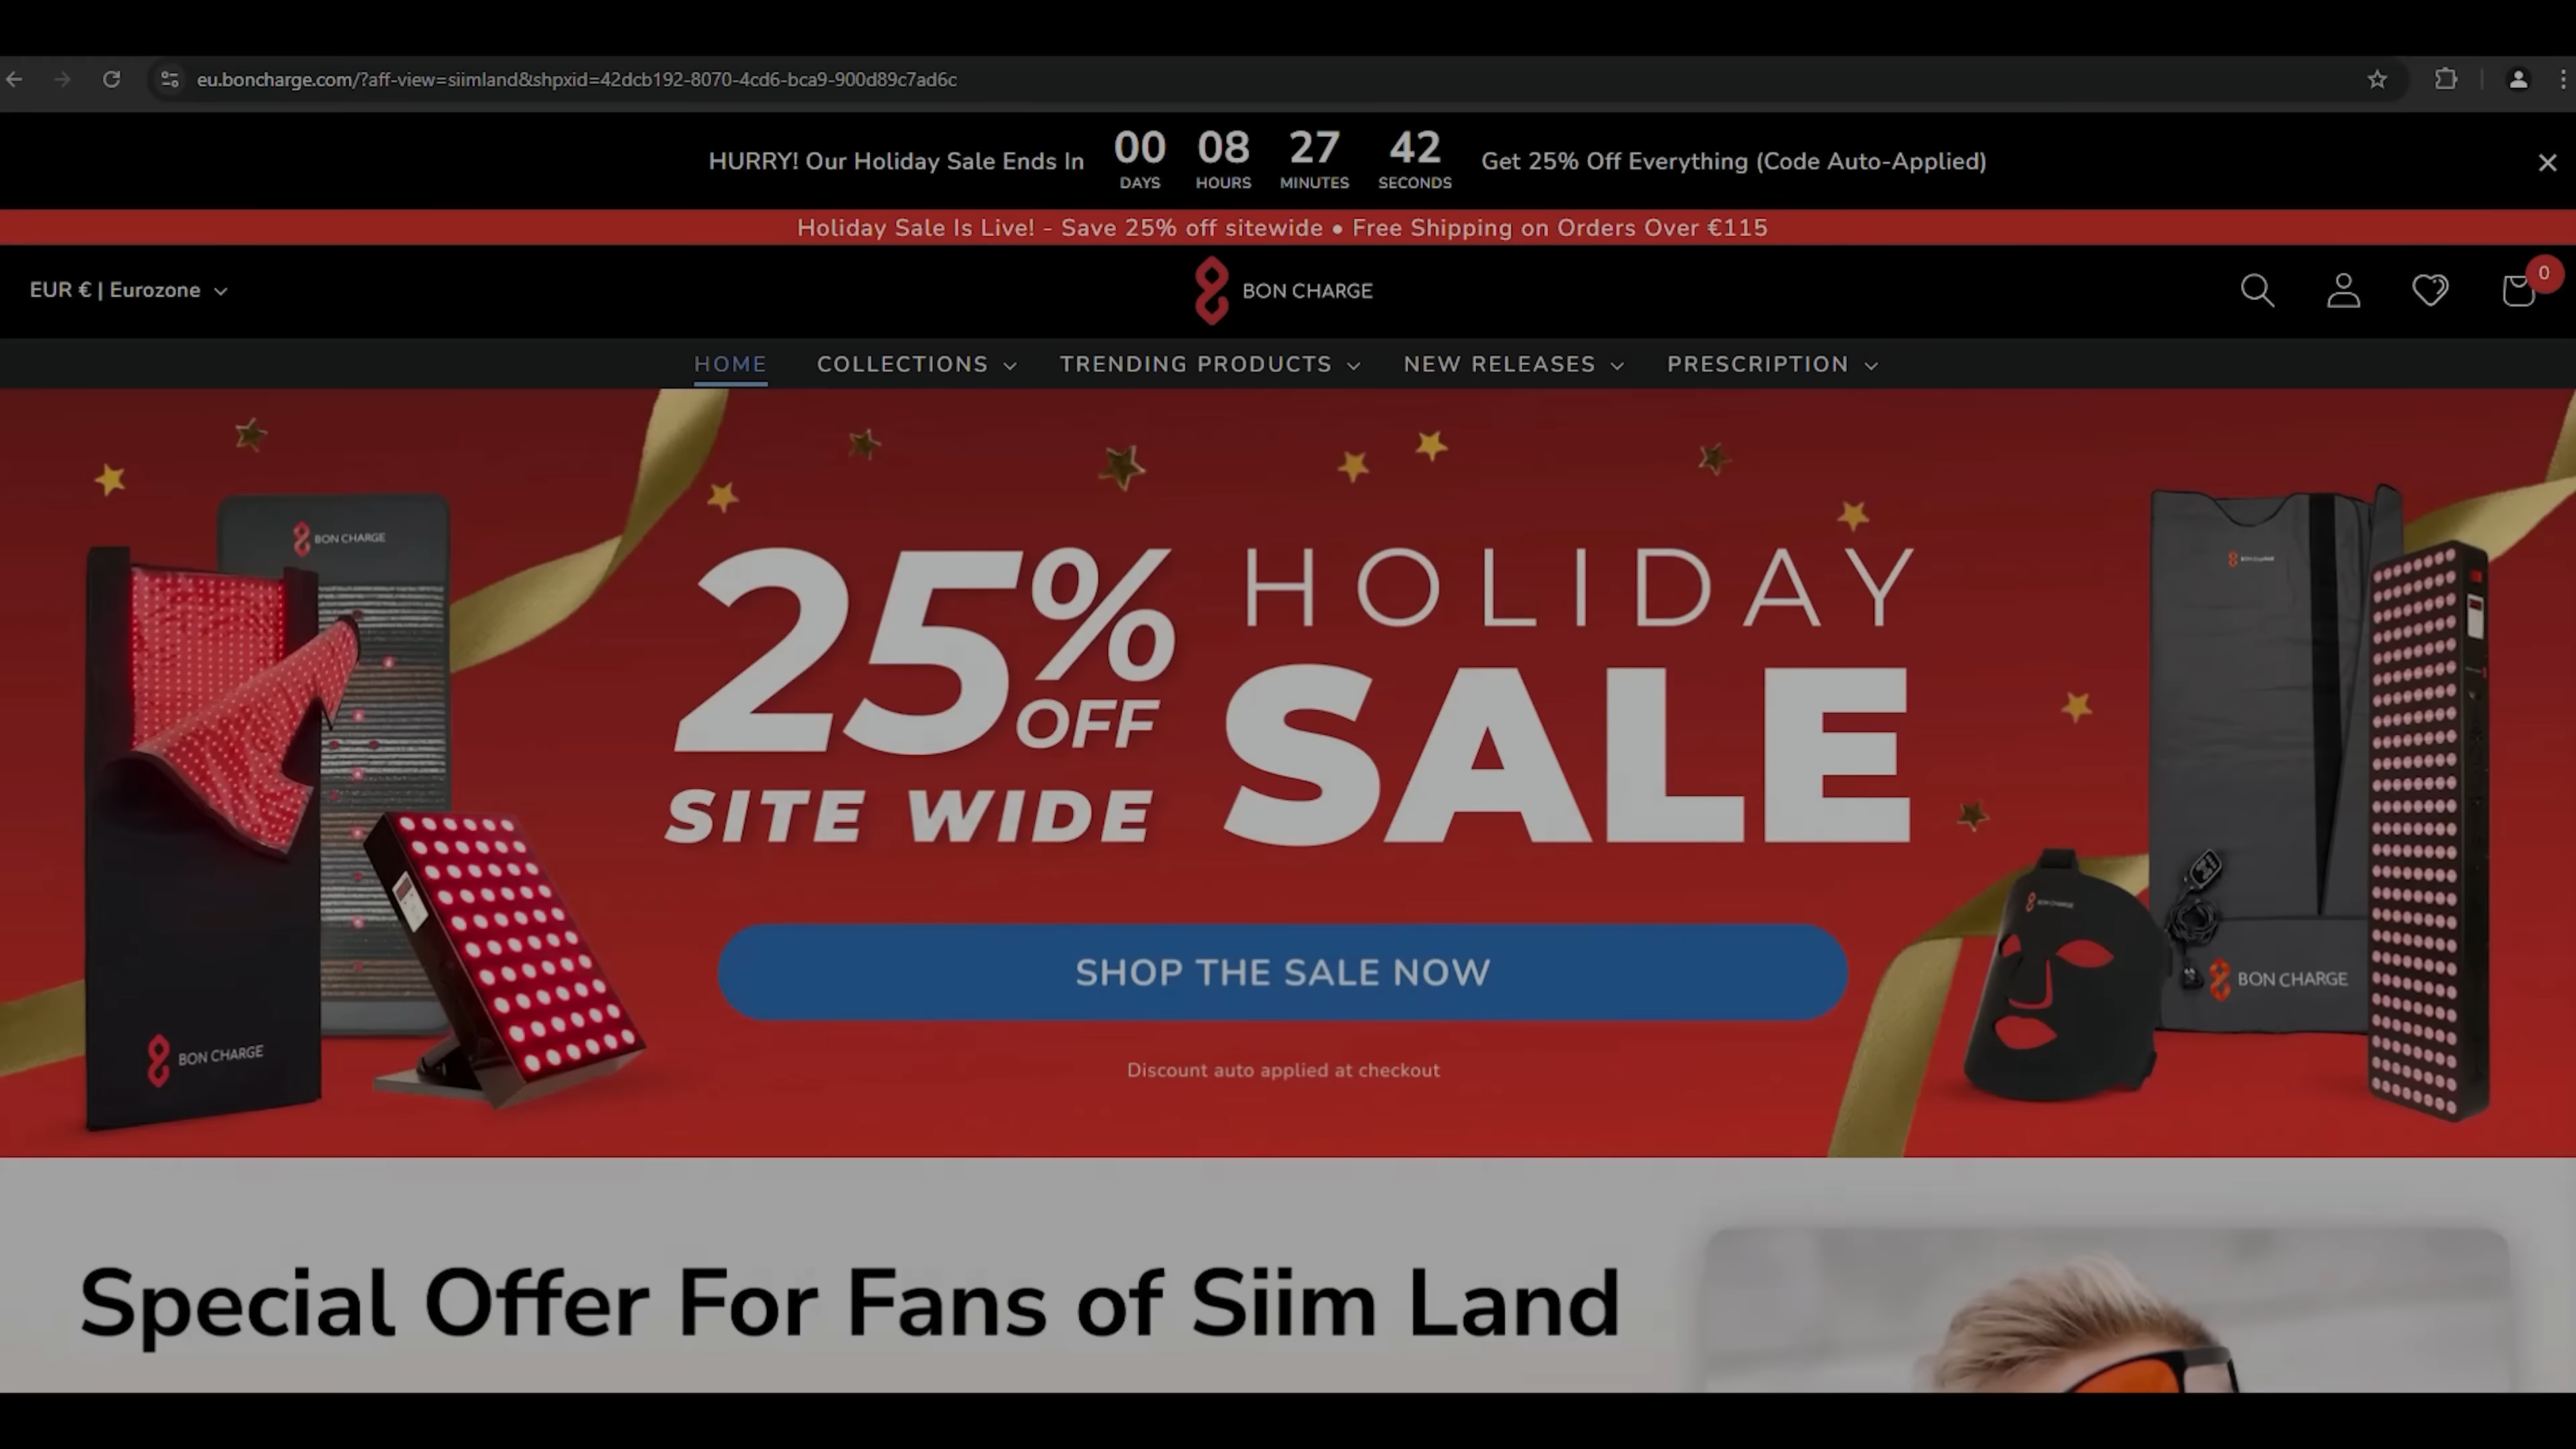 eu.boncharge.com/?aff-view=siimland&shpxid=42dcb192-8070-4cd6-bca9-900d89c7ad6c
HURRY! Our Holiday Sale Ends In 00 08 27 42 Get 25% Off Everything (Code Auto-Applied)
DAYS HOURS MINUTES SECONDS
Holiday Sale Is Live! - Save 25% off sitewide • Free Shipping on Orders Over €115
EUR € | Eurozone
BON CHARGE
0
HOME COLLECTIONS TRENDING PRODUCTS NEW RELEASES PRESCRIPTION
BON CHARGE
25% OFF
SITE WIDE
HOLIDAY
SALE
SHOP THE SALE NOW
Discount auto applied at checkout
BON CHARGE
BON CHARGE
Special Offer For Fans of Siim Land